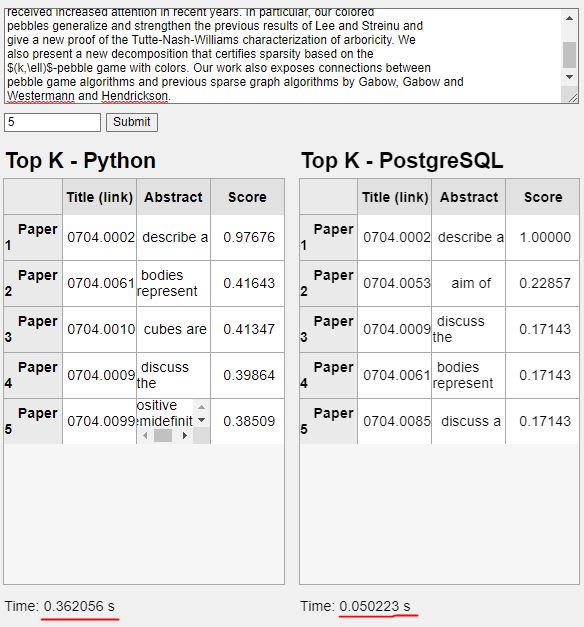 received increased attention in recent years. In particular, our colored
pebbles generalize and strengthen the previous results of Lee and Streinu and
give a new proof of the Tutte-Nash-Williams characterization of arboricity. We
also present a new decomposition that certifies sparsity based on the
$(k,\ell)$-pebble game with colors. Our work also exposes connections between
pebble game algorithms and previous sparse graph algorithms by Gabow, Gabow and
Westermann and Hendrickson.
5 Submit
Top K - Python
Title (link) Abstract Score
Paper 1 0704.0002 describe a 0.97676
Paper 2 0704.0061 bodies represent 0.41643
Paper 3 0704.0010 cubes are 0.41347
Paper 4 0704.0009 discuss the 0.39864
Paper 5 0704.0099 ositive emidefinit 0.38509
Time: 0.362056 s
Top K - PostgreSQL
Title (link) Abstract Score
Paper 1 0704.0002 describe a 1.00000
Paper 2 0704.0053 aim of 0.22857
Paper 3 0704.0009 discuss the 0.17143
Paper 4 0704.0061 bodies represent 0.17143
Paper 5 0704.0085 discuss a 0.17143
Time: 0.050223 s